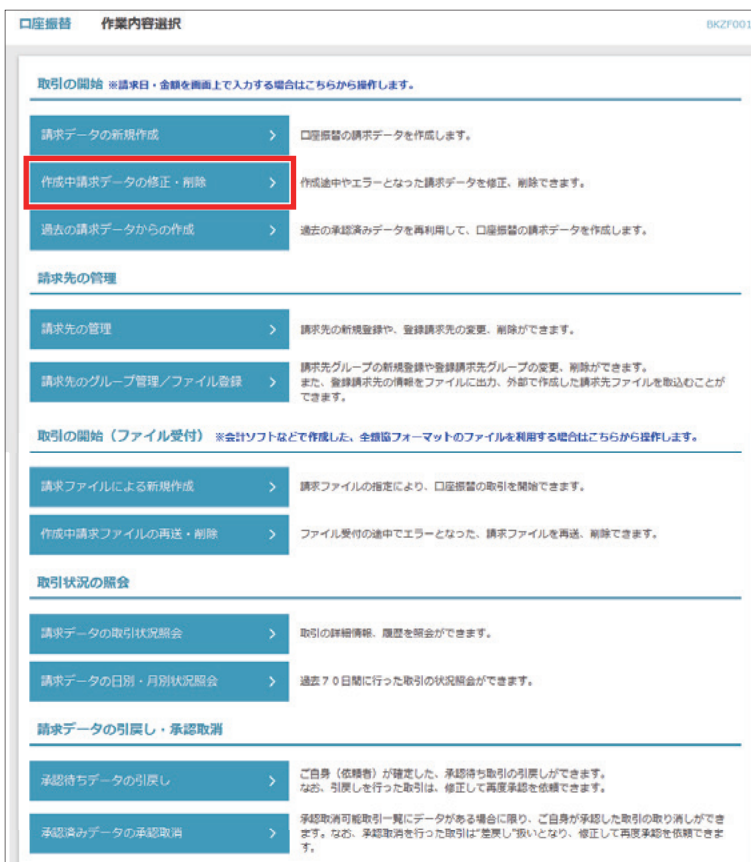 口座振替 作業内容選択 BKZF001
取引の開始 ※請求日・金額を画面上で入力する場合はこちらから操作します。
請求データの新規作成 口座振替の請求データを作成します。
作成中請求データの修正・削除 作成途中やエラーとなった請求データを修正、削除できます。
過去の請求データからの作成 過去の承認済みデータを再利用して、口座振替の請求データを作成します。
請求先の管理
請求先の管理 請求先の新規登録や、登録請求先の変更、削除ができます。
請求先のグループ管理／ファイル登録 請求先グループの新規登録や登録請求先グループの変更、削除ができます。
また、登録請求先の情報をファイルに出力、外部で作成した請求先ファイルを取込むことが
できます。
取引の開始（ファイル受付） ※会計ソフトなどで作成した、全銀協フォーマットのファイルを利用する場合はこちらから操作します。
請求ファイルによる新規作成 請求ファイルの指定により、口座振替の取引を開始できます。
作成中請求ファイルの再送・削除 ファイル受付の途中でエラーとなった、請求ファイルを再送、削除できます。
取引状況の照会
請求データの取引状況照会 取引の詳細情報、履歴を照会ができます。
請求データの日別・月別状況照会 過去７０日間に行った取引の状況照会ができます。
請求データの引戻し・承認取消
承認待ちデータの引戻し ご自身（依頼者）が確定した、承認待ち取引の引戻しができます。
なお、引戻しを行った取引は、修正して再度承認を依頼できます。
承認済みデータの承認取消 承認取消可能取引一覧にデータがある場合に限り、ご自身が承認した取引の取り消しができ
ます。なお、承認取消を行った取引は"差戻し"扱いとなり、修正して再度承認を依頼できま
す。